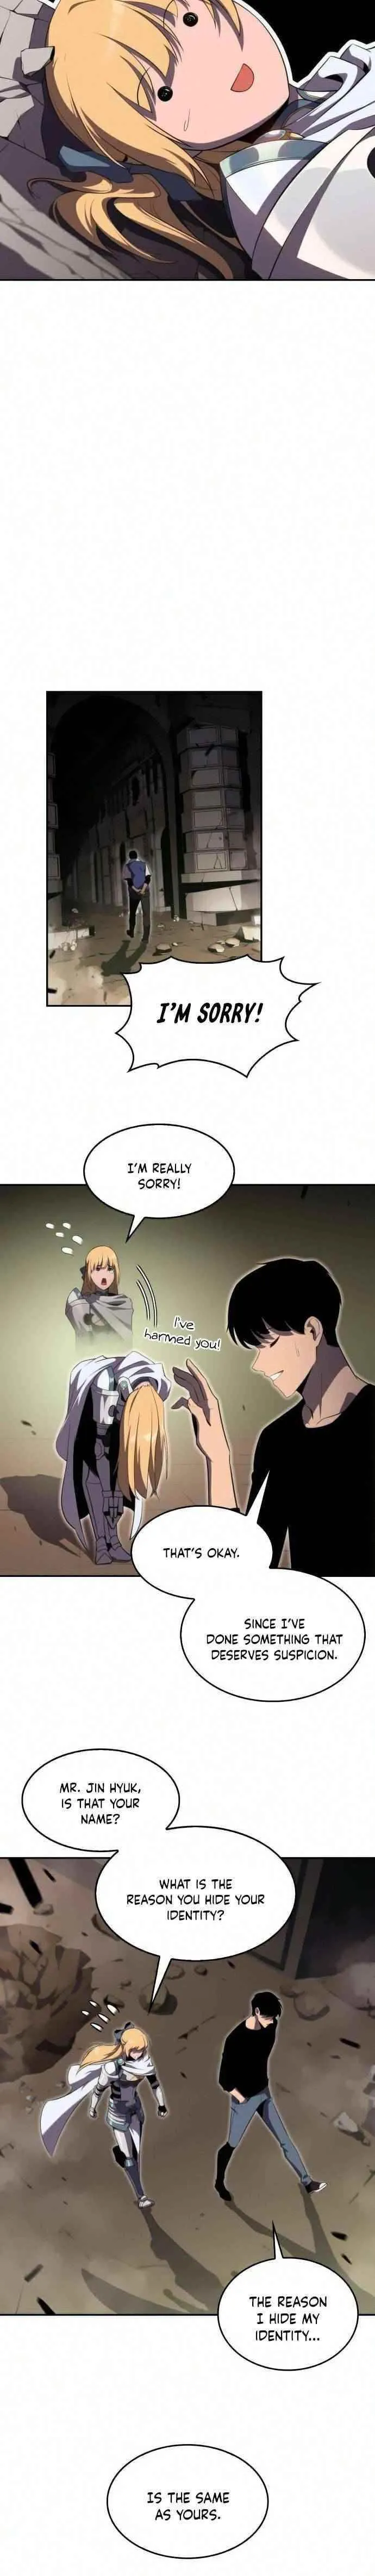 I'M SORRY!
I'M REALLY
SORRY!
I've
harmed you!
THAT'S OKAY.
SINCE I'VE
DONE SOMETHING THAT
DESERVES SUSPICION.
MR. JIN HYUK,
IS THAT YOUR
NAME?
WHAT IS THE
REASON YOU HIDE YOUR
IDENTITY?
THE REASON
I HIDE MY
IDENTITY...
IS THE SAME
AS YOURS.